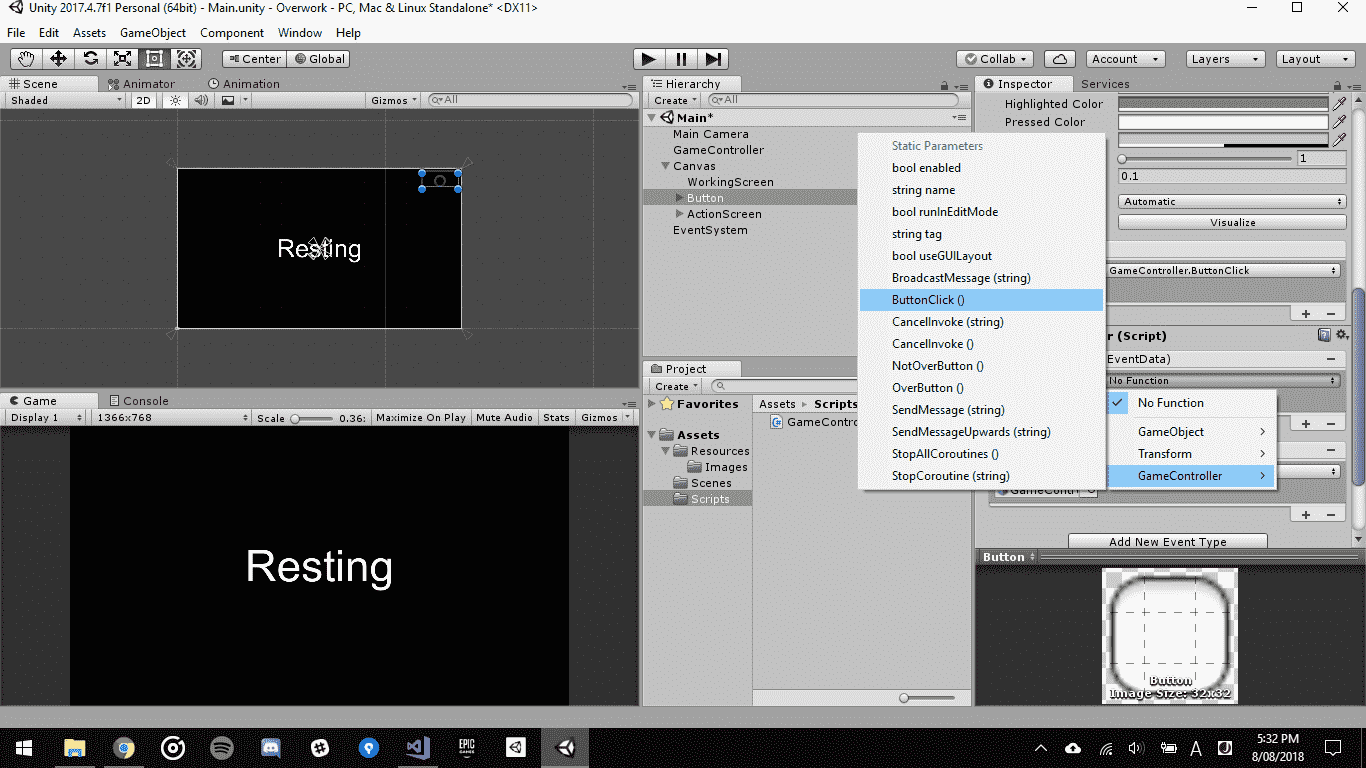 Unity 2017.4.7f1 Personal (64bit) - Main.unity - Overwork - PC, Mac & Linux Standalone* <DX11>
File Edit Assets GameObject Component Window Help
Center Global Collab Account Layers Layout
Scene Animator Animation
Shaded 2D Gizmos All
Resting
Game Console
Display 1 1366x768 Scale 0.36: Maximize On Play Mute Audio Stats Gizmos
Resting
Hierarchy
Create All
Main*
Main Camera
GameController
Canvas
WorkingScreen
Button
ActionScreen
EventSystem
Project
Create
Favorites
Assets
Resources
Images
Scenes
Scripts
Assets Scripts
GameContro
Static Parameters
bool enabled
string name
bool runInEditMode
string tag
bool useGUILayout
BroadcastMessage (string)
ButtonClick ()
CancelInvoke (string)
CancelInvoke ()
NotOverButton ()
OverButton ()
SendMessage (string)
SendMessageUpwards (string)
StopAllCoroutines ()
StopCoroutine (string)
Inspector Services
Highlighted Color
Pressed Color
1
0.1
Automatic
Visualize
GameController.ButtonClick
r (Script)
EventData)
No Function
No Function
GameObject
Transform
GameController
GameContr
Add New Event Type
Button
Button
Image Size: 32x32
EPIC GAMES
A
5:32 PM
8/08/2018